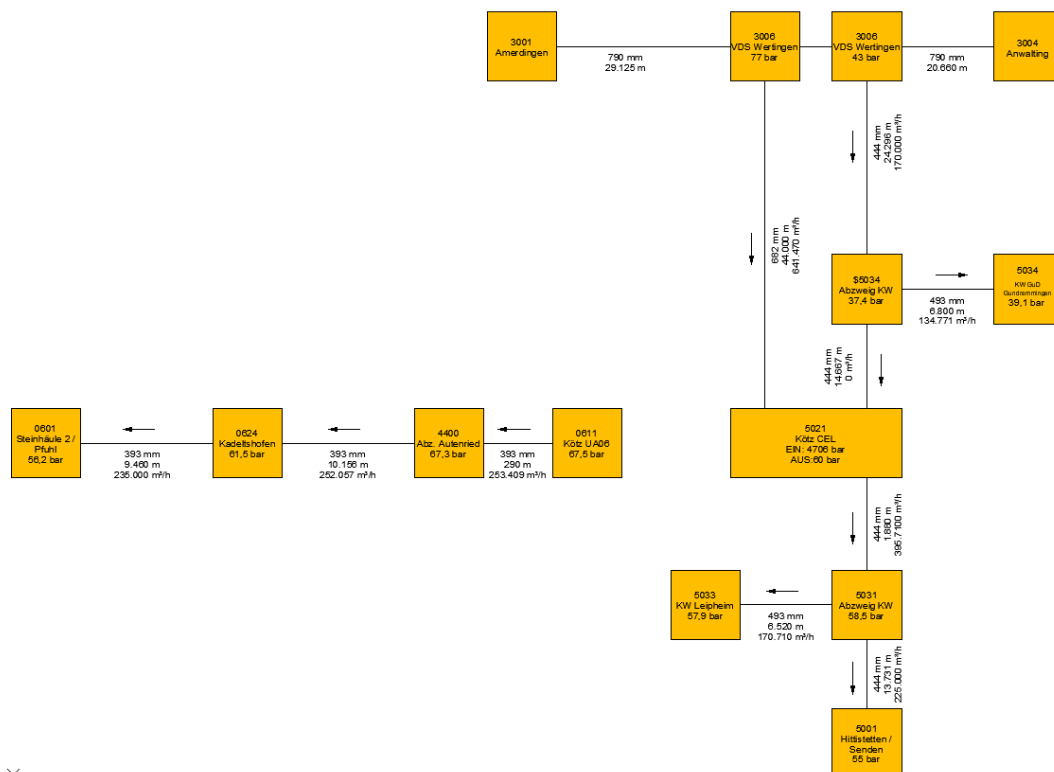 3001
Amerdingen
790 mm
29.125 m
3006
VDS Wertingen
77 bar
3006
VDS Wertingen
43 bar
790 mm
20.660 m
3004
Anwalting
444 mm
24.296 m
170.000 m³/h
682 mm
44.000 m
641.470 m³/h
$5034
Abzweig KW
37,4 bar
493 mm
6.800 m
134.771 m³/h
5034
KW GuD
Gundremmingen
39,1 bar
444 mm
14.667 m
0 m³/h
0601
Steinhäule 2 /
Pfuhl
56,2 bar
393 mm
9.460 m
235.000 m³/h
0624
Kadeltshofen
61,5 bar
393 mm
10.156 m
252.057 m³/h
4400
Abz. Autenried
67,3 bar
393 mm
290 m
253.409 m³/h
0611
Kötz UA06
67,5 bar
5021
Kötz CEL
EIN: 4706 bar
AUS:60 bar
444 mm
1.880 m
395.7100 m³/h
5033
KW Leipheim
57,9 bar
493 mm
6.520 m
170.710 m³/h
5031
Abzweig KW
58,5 bar
444 mm
13.731 m
225.000 m³/h
5001
Hittistetten /
Senden
55 bar